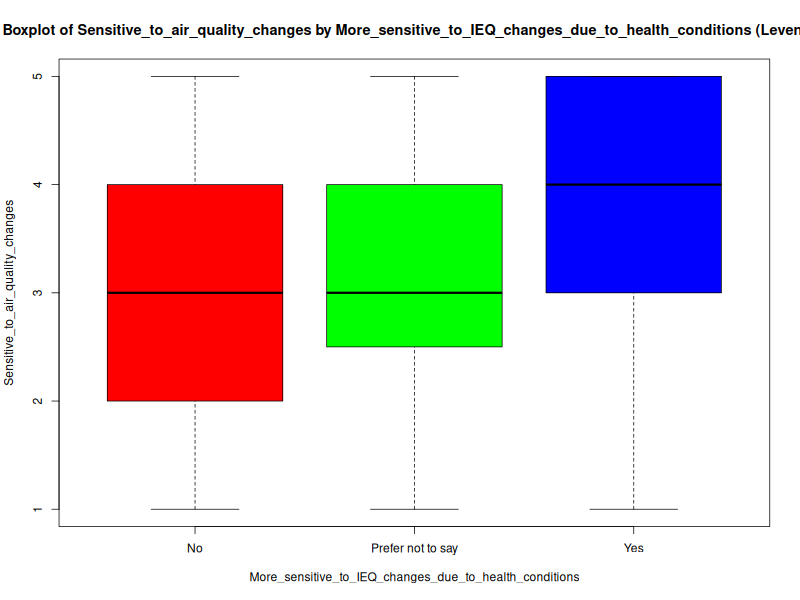 Boxplot of Sensitive_to_air_quality_changes by More_sensitive_to_IEQ_changes_due_to_health_conditions (Leven
5
4
3
2
1
Sensitive_to_air_quality_changes
No Prefer not to say Yes
More_sensitive_to_IEQ_changes_due_to_health_conditions